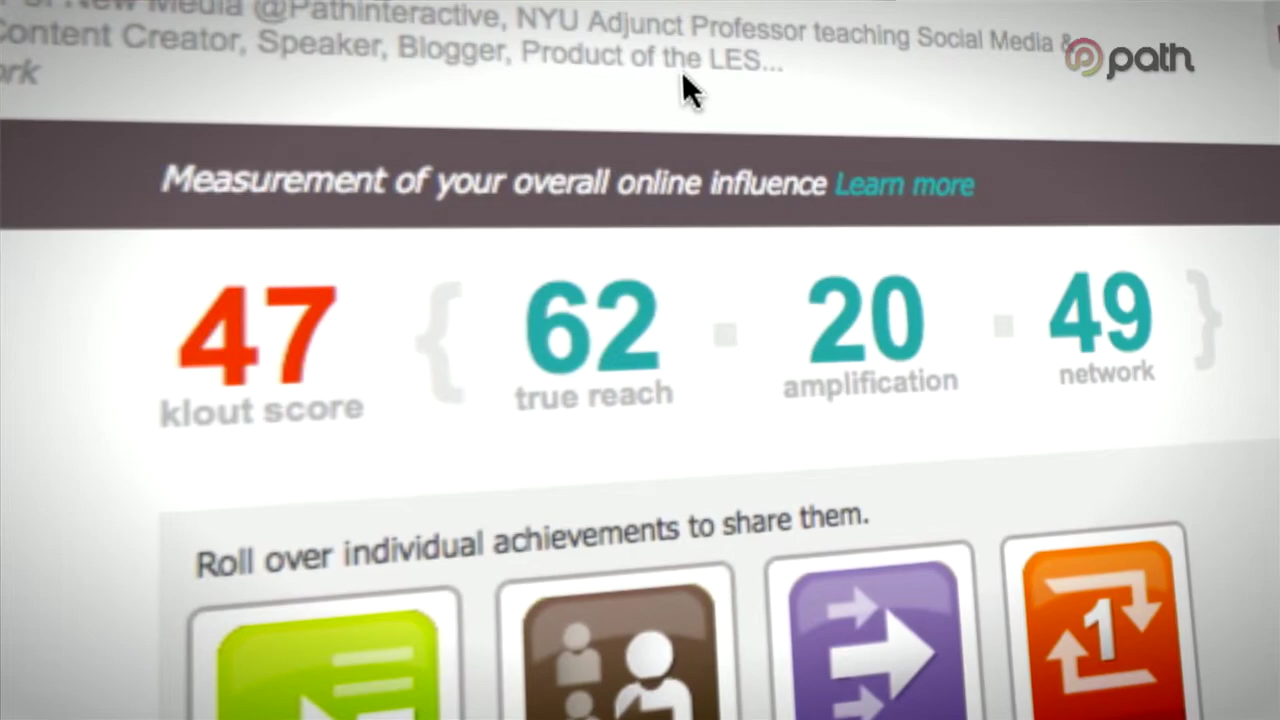 New Media @Pathinteractive, NYU Adjunct Professor teaching Social Media &
Content Creator, Speaker, Blogger, Product of the LES...
path
Measurement of your overall online influence Learn more
47 { 62 20 49 }
klout score true reach amplification network
Roll over individual achievements to share them.
1